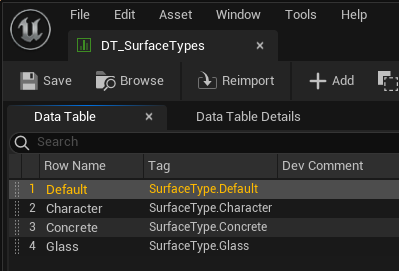 File Edit Asset Window Tools Help
DT_SurfaceTypes
Save Browse Reimport Add
Data Table Data Table Details
Search
Row Name Tag Dev Comment
1 Default SurfaceType.Default
2 Character SurfaceType.Character
3 Concrete SurfaceType.Concrete
4 Glass SurfaceType.Glass